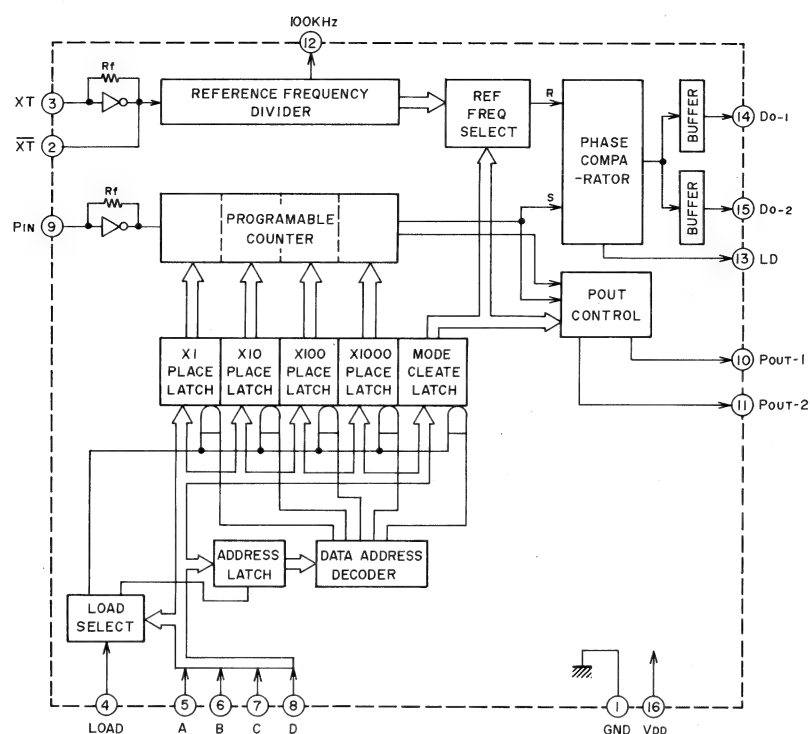 100KHz
12
Rf
XT
3
REFERENCE FREQUENCY
DIVIDER
REF
FREQ
SELECT
R
PHASE
COMPA
-RATOR
BUFFER
14
Do-1
XT
2
Rf
PIN
9
PROGRAMABLE
COUNTER
S
BUFFER
15
Do-2
13
LD
POUT
CONTROL
X1
PLACE
LATCH
X10
PLACE
LATCH
X100
PLACE
LATCH
X1000
PLACE
LATCH
MODE
CLEATE
LATCH
10
POUT-1
11
POUT-2
ADDRESS
LATCH
DATA ADDRESS
DECODER
LOAD
SELECT
4
LOAD
5
A
6
B
7
C
8
D
1
GND
16
VDD